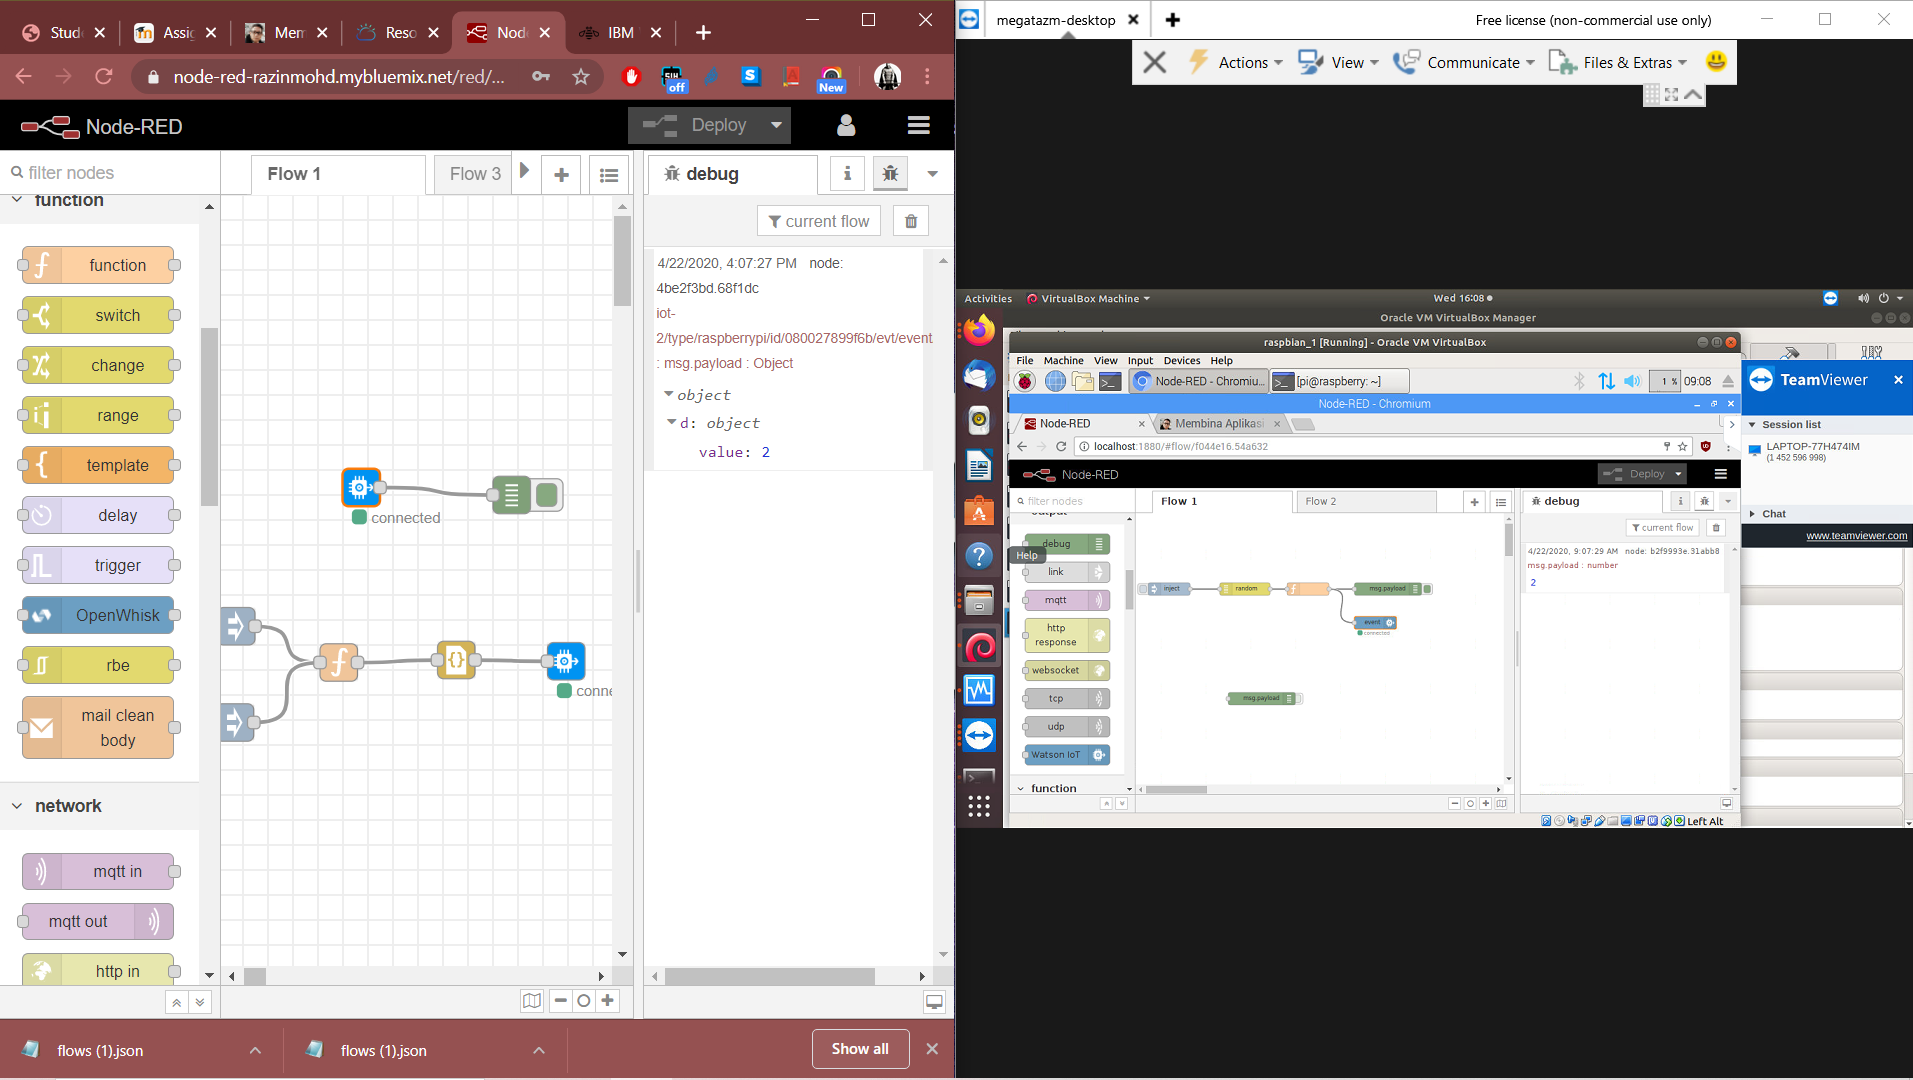 Stud
Assig
Mem
Reso
Node
IBM
node-red-razinmohd.mybluemix.net/red/...
off
New
Node-RED
Deploy
filter nodes
Flow 1
Flow 3
debug
i
current flow
function
function
switch
change
range
template
delay
trigger
OpenWhisk
rbe
mail clean
body
network
mqtt in
mqtt out
http in
connected
conne
4/22/2020, 4:07:27 PM node:
4be2f3bd.68f1dc
iot-
2/type/raspberrypi/id/080027899f6b/evt/event
: msg.payload : Object
object
d: object
value: 2
flows (1).json
flows (1).json
Show all
megatazm-desktop
Free license (non-commercial use only)
Actions
View
Communicate
Files & Extras
Activities
VirtualBox Machine
Wed 16:08
Oracle VM VirtualBox Manager
raspbian_1 [Running] - Oracle VM VirtualBox
File Machine View Input Devices Help
Node-RED - Chromiu...
[pi@raspberry: ~]
1 %
09:08
Node-RED - Chromium
Node-RED
Membina Aplikasi
localhost:1880/#flow/f044e16.54a632
Node-RED
Deploy
filter nodes
Flow 1
Flow 2
debug
i
current flow
output
debug
link
mqtt
http
response
websocket
tcp
udp
Watson IoT
function
Help
inject
random
msg.payload
event
connected
msg.payload
4/22/2020, 9:07:29 AM node: b2f9993e.31abb8
msg.payload : number
2
Left Alt
TeamViewer
Session list
LAPTOP-77H474IM
(1 452 596 998)
Chat
www.teamviewer.com